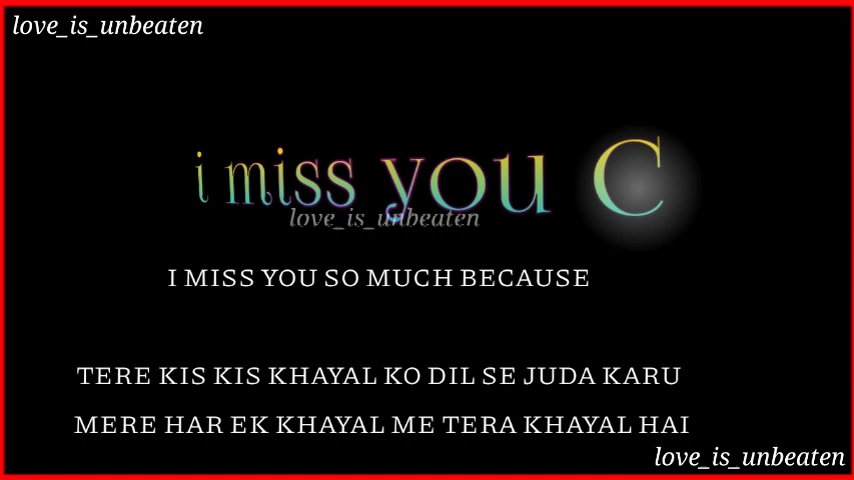 love_is_unbeaten
i miss you C
love_is_unbeaten
I MISS YOU SO MUCH BECAUSE
TERE KIS KIS KHAYAL KO DIL SE JUDA KARU
MERE HAR EK KHAYAL ME TERA KHAYAL HAI
love_is_unbeaten